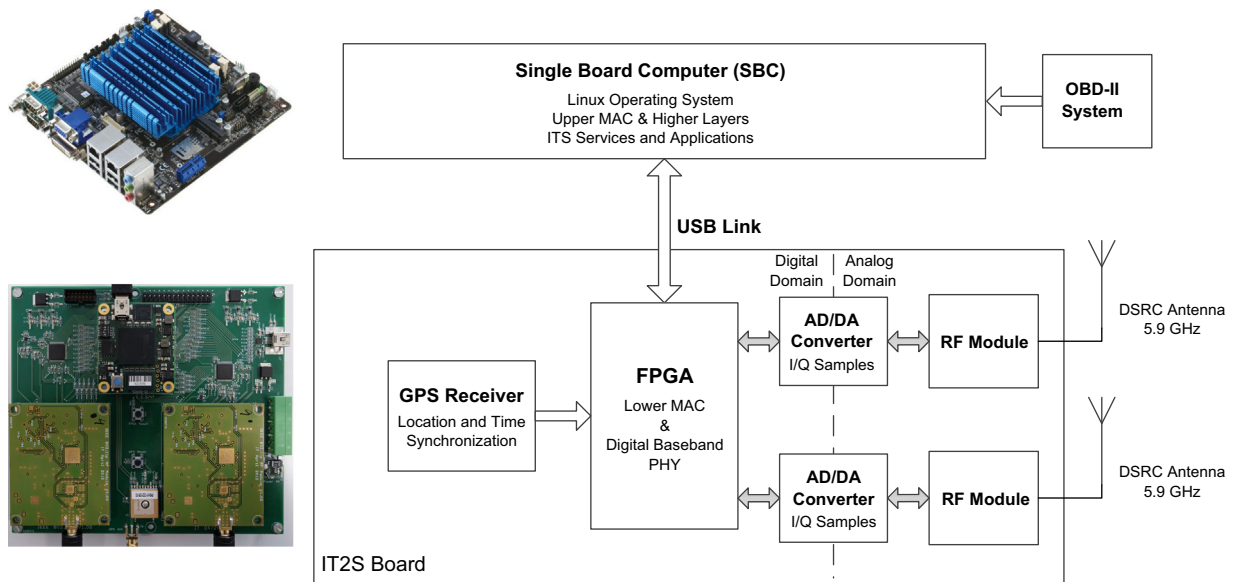 Single Board Computer (SBC)
Linux Operating System
Upper MAC & Higher Layers
ITS Services and Applications
OBD-II
System
USB Link
Digital
Domain
Analog
Domain
AD/DA
Converter
I/Q Samples
RF Module
DSRC Antenna
5.9 GHz
FPGA
Lower MAC
&
Digital Baseband
PHY
GPS Receiver
Location and Time
Synchronization
AD/DA
Converter
I/Q Samples
RF Module
DSRC Antenna
5.9 GHz
IT2S Board